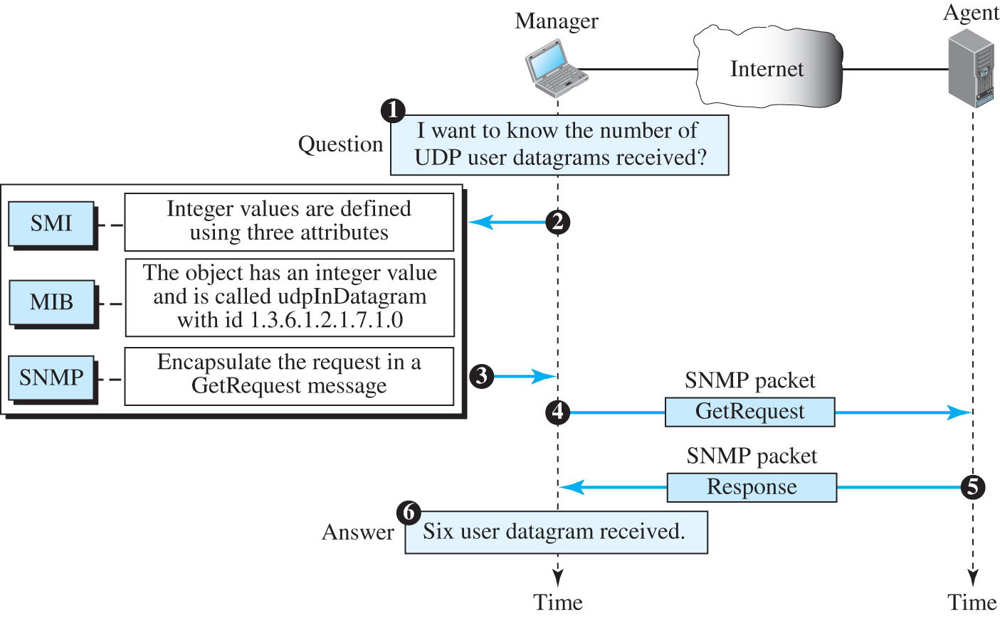 Manager
Agent
Internet
1
Question
I want to know the number of
UDP user datagrams received?
SMI
Integer values are defined
using three attributes
2
MIB
The object has an integer value
and is called udpInDatagram
with id 1.3.6.1.2.1.7.1.0
SNMP
Encapsulate the request in a
GetRequest message
3
SNMP packet
4
GetRequest
SNMP packet
Response
5
6
Answer
Six user datagram received.
Time
Time